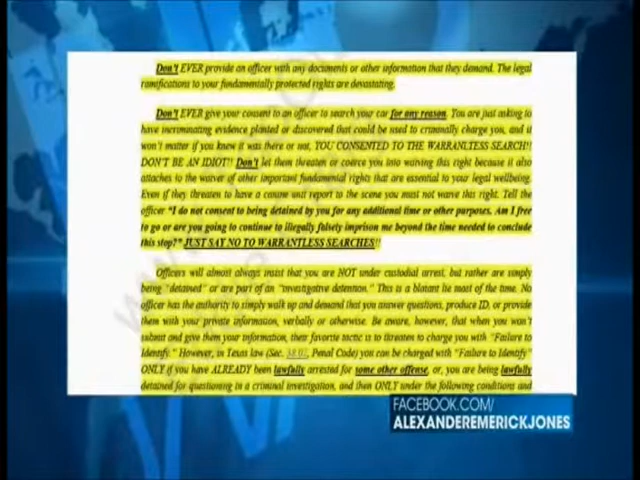 Don't EVER provide an officer with any documents or other information that they demand. The legal
ramifications to your fundamentally protected rights are devastating.
Don't EVER give your consent to an officer to search your car for any reason. You are just asking to
have incriminating evidence planted or discovered that could be used to criminally charge you, and it
won't matter if you knew it was there or not, YOU CONSENTED TO THE WARRANTLESS SEARCH!!
DON'T BE AN IDIOT!! Don't let them threaten or coerce you into waiving this right because it also
attaches to the waiver of other important fundamental rights that are essential to your legal wellbeing.
Even if they threaten to have a canine unit report to the scene you must not waive this right. Tell the
officer "I do not consent to being detained by you for any additional time or other purposes. Am I free
to go or are you going to continue to illegally falsely imprison me beyond the time needed to conclude
this stop?" JUST SAY NO TO WARRANTLESS SEARCHES!!
Officers will almost always insist that you are NOT under custodial arrest, but rather are simply
being "detained" or are part of an "investigative detention." This is a blatant lie most of the time. No
officer has the authority to simply walk up and demand that you answer questions, produce ID, or provide
them with your private information, verbally or otherwise. Be aware, however, that when you won't
submit and give them your information, their favorite tactic is to threaten to charge you with "Failure to
Identify." However, in Texas law (Sec. 38.02, Penal Code) you can be charged with "Failure to Identify"
ONLY if you have ALREADY been lawfully arrested for some other offense, or, you are being lawfully
detained for questioning in a criminal investigation, and then ONLY under the following conditions and
FACEBOOK.COM/
ALEXANDEREMERICKJONES